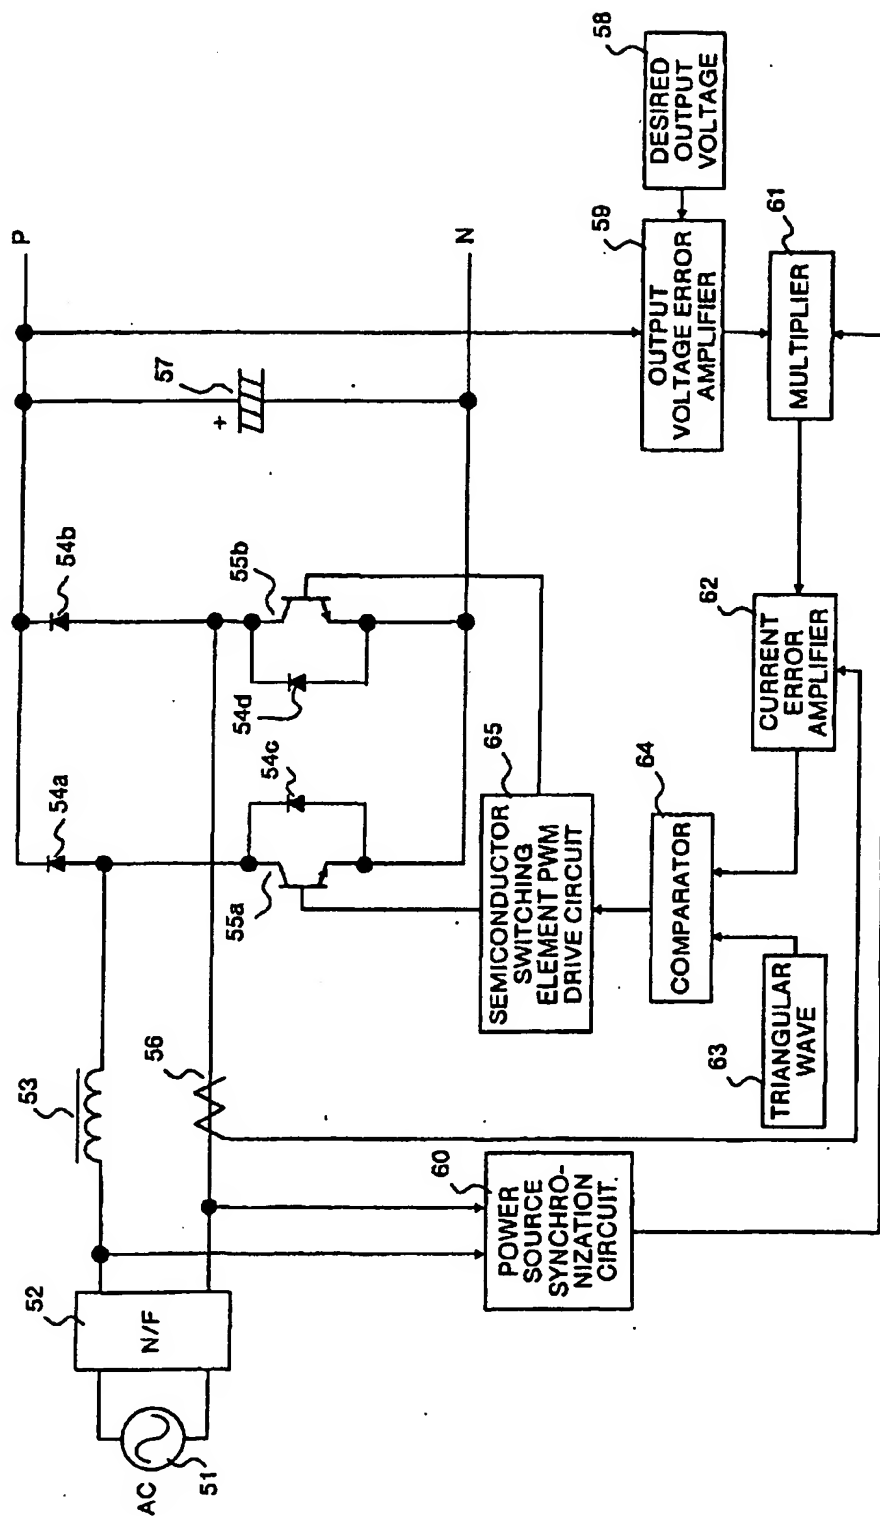 AC
51
52
N/F
53
56
54a
54b
57
+
P
N
55a
54c
54d
55b
60
POWER
SOURCE
SYNCHRO-
NIZATION
CIRCUIT.
65
SEMICONDUCTOR
SWITCHING
ELEMENT PWM
DRIVE CIRCUIT
64
COMPARATOR
63
TRIANGULAR
WAVE
62
CURRENT
ERROR
AMPLIFIER
59
OUTPUT
VOLTAGE ERROR
AMPLIFIER
58
DESIRED
OUTPUT
VOLTAGE
61
MULTIPLIER